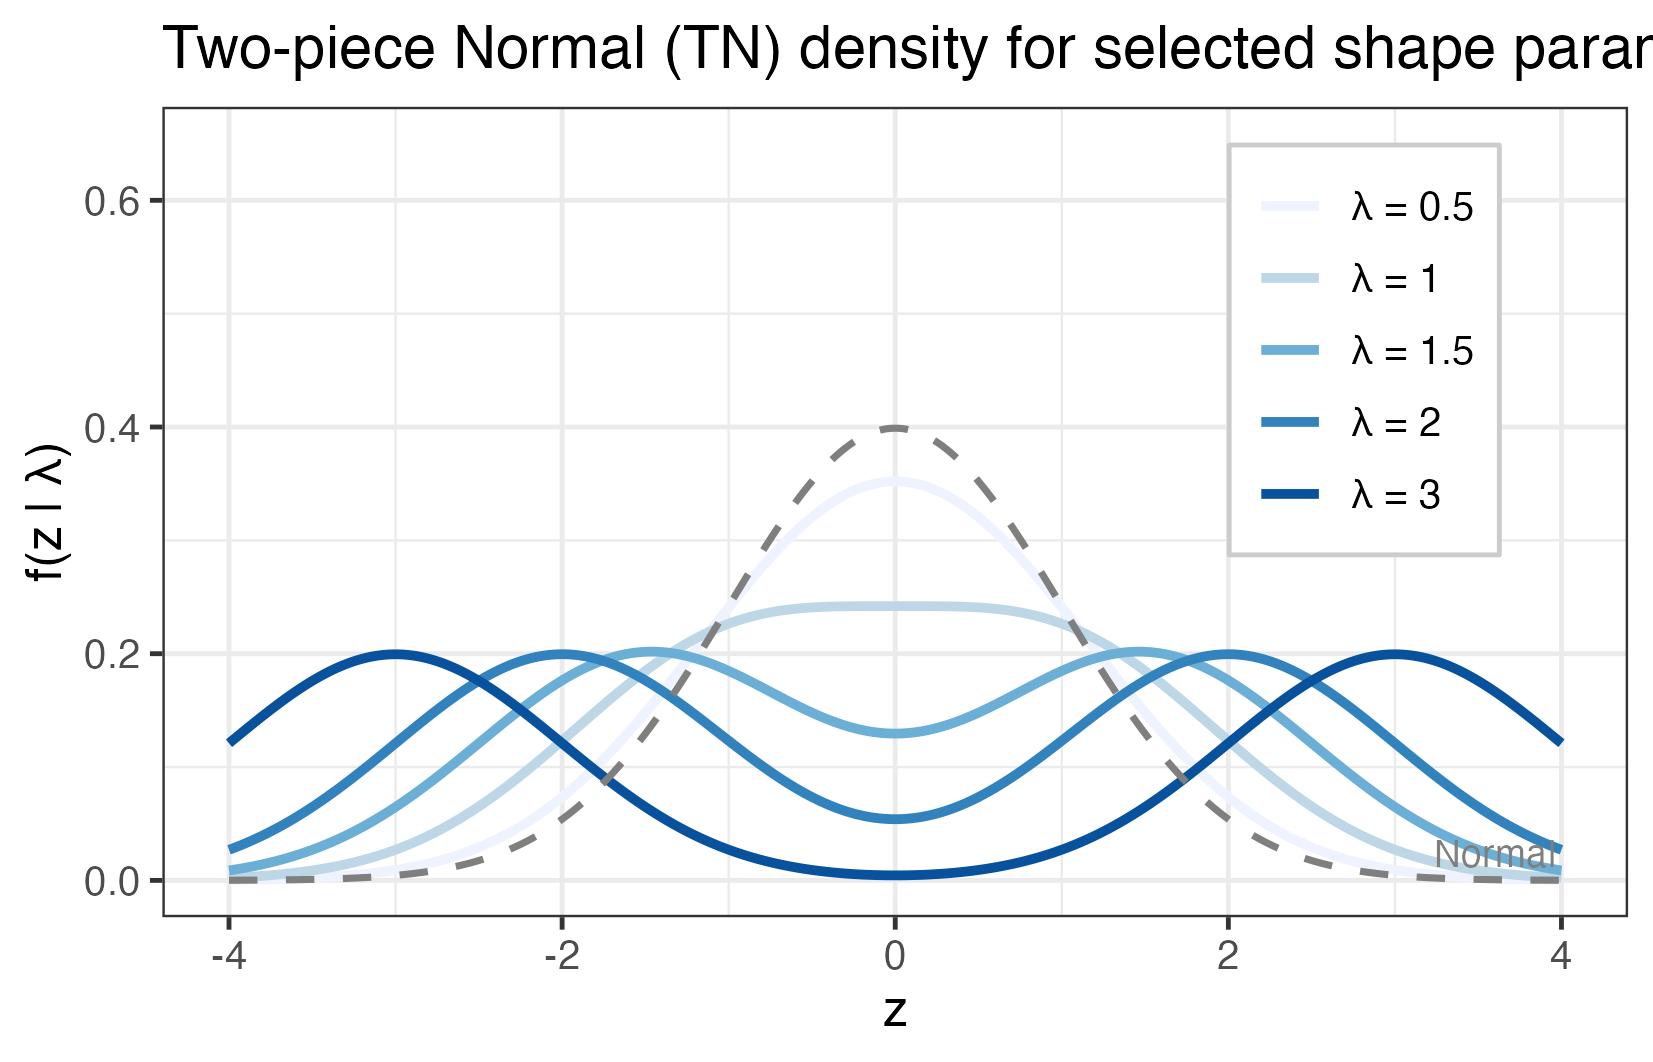 Two-piece Normal (TN) density for selected shape parar
f(z | λ)
0.6
0.4
0.2
0.0
λ = 0.5
λ = 1
λ = 1.5
λ = 2
λ = 3
Normal
-4
-2
0
2
4
z